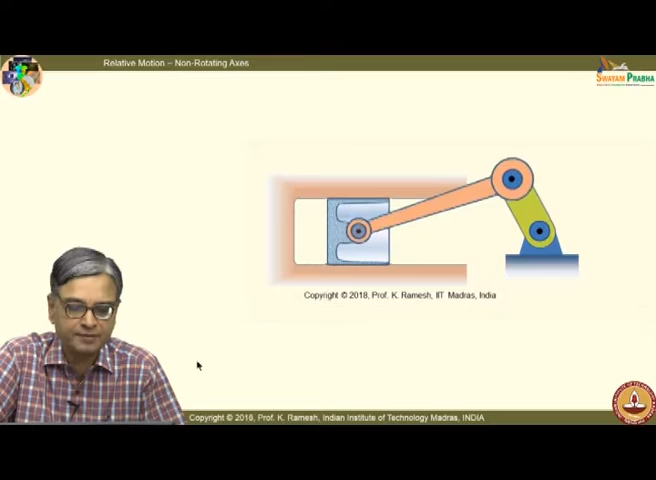 Relative Motion – Non-Rotating Axes
SWAYAM PRABHA
Copyright © 2018, Prof. K. Ramesh, IIT Madras, India
Copyright © 2018, Prof. K. Ramesh, Indian Institute of Technology Madras, INDIA